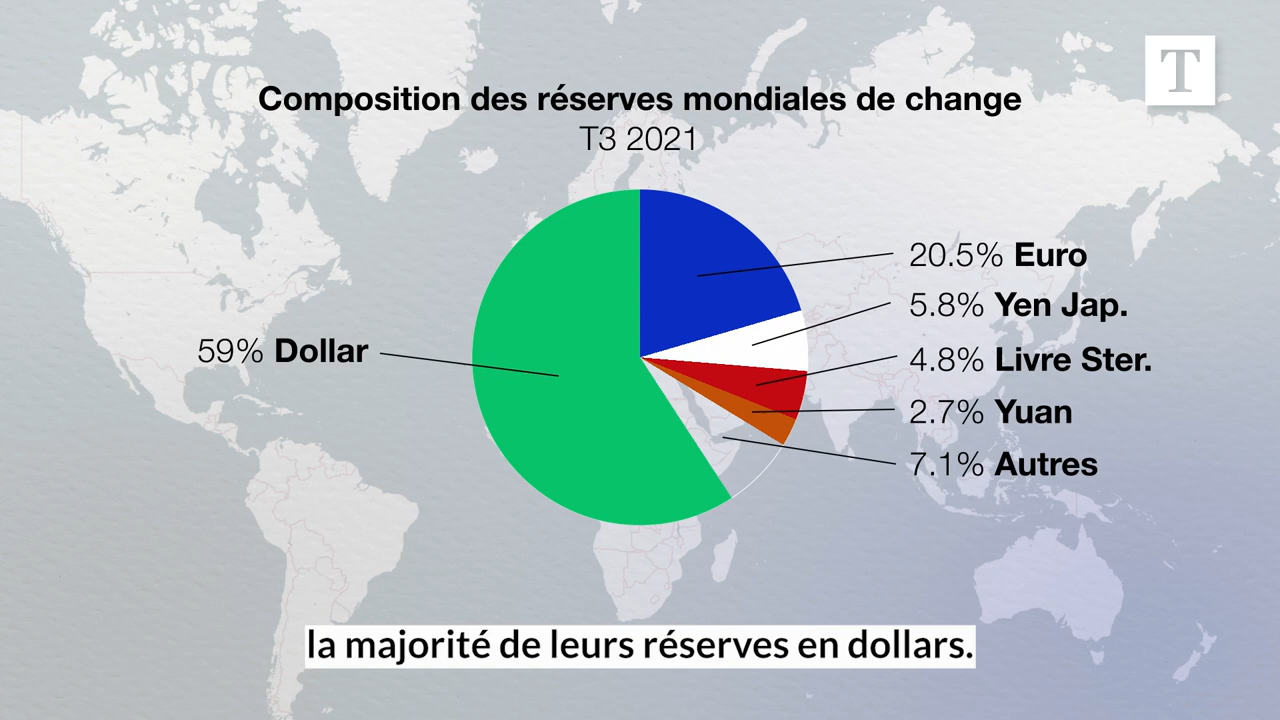 T
Composition des réserves mondiales de change
T3 2021
20.5% Euro
5.8% Yen Jap.
59% Dollar
4.8% Livre Ster.
2.7% Yuan
7.1% Autres
la majorité de leurs réserves en dollars.